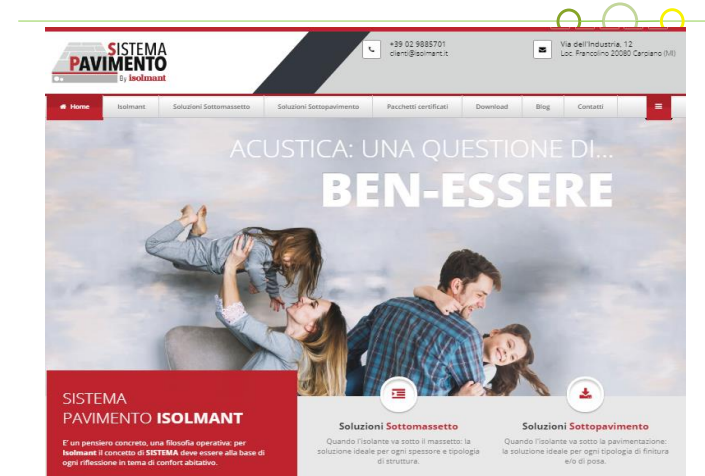 SISTEMA
PAVIMENTO
By isolmant
+39 02 9885701
clienti@isolmant.it
Via dell'Industria, 12
Loc. Francolino 20080 Carpiano (MI)
Home Isolmant Soluzioni Sottomassetto Soluzioni Sottopavimento Pacchetti certificati Download Blog Contatti
ACUSTICA: UNA QUESTIONE DI...
BEN-ESSERE
SISTEMA
PAVIMENTO ISOLMANT
E' un pensiero concreto, una filosofia operativa: per
Isolmant il concetto di SISTEMA deve essere alla base di
ogni riflessione in tema di comfort abitativo.
Soluzioni Sottomassetto
Quando l'isolante va sotto il massetto: la
soluzione ideale per ogni spessore e tipologia
di struttura.
Soluzioni Sottopavimento
Quando l'isolante va sotto la pavimentazione:
la soluzione ideale per ogni tipologia di finitura
e/o di posa.